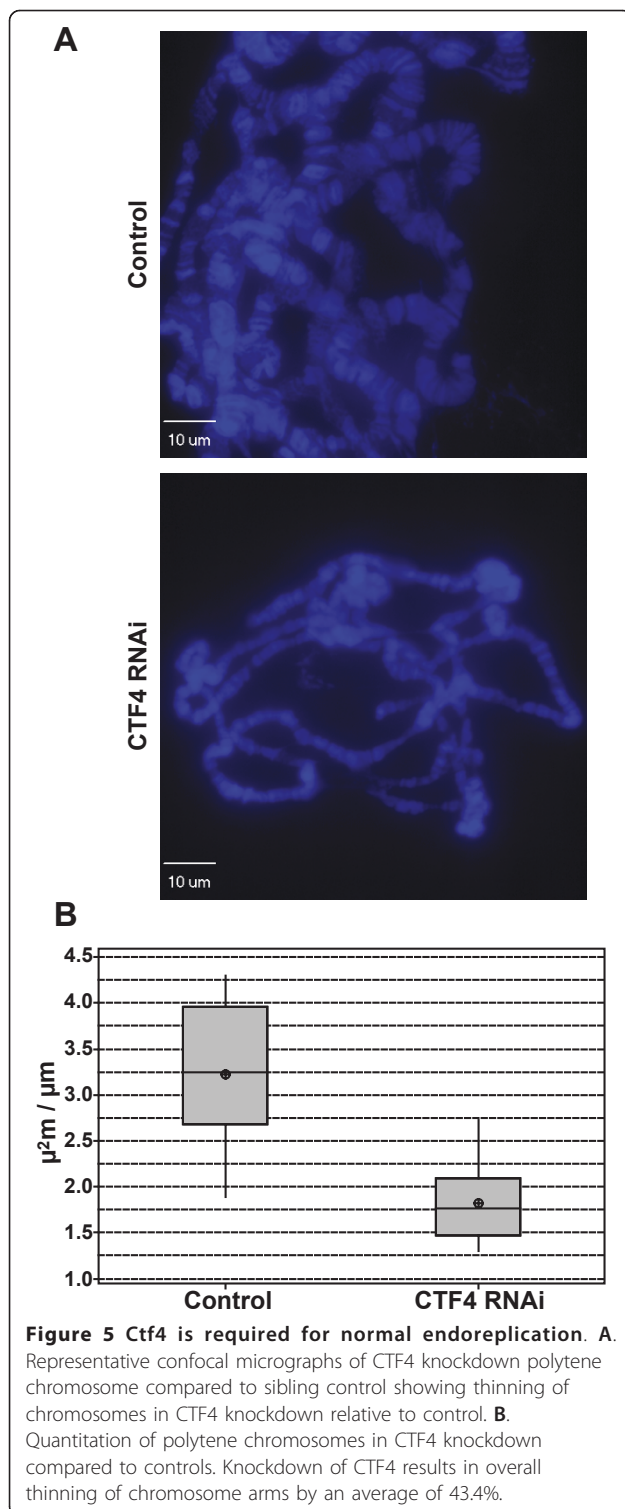 A
Control
10 um
CTF4 RNAi
10 um
B
4.5
4.0
3.5
3.0
2.5
2.0
1.5
1.0
µ²m / µm
Control CTF4 RNAi
Figure 5 Ctf4 is required for normal endoreplication. A.
Representative confocal micrographs of CTF4 knockdown polytene
chromosome compared to sibling control showing thinning of
chromosomes in CTF4 knockdown relative to control. B.
Quantitation of polytene chromosomes in CTF4 knockdown
compared to controls. Knockdown of CTF4 results in overall
thinning of chromosome arms by an average of 43.4%.